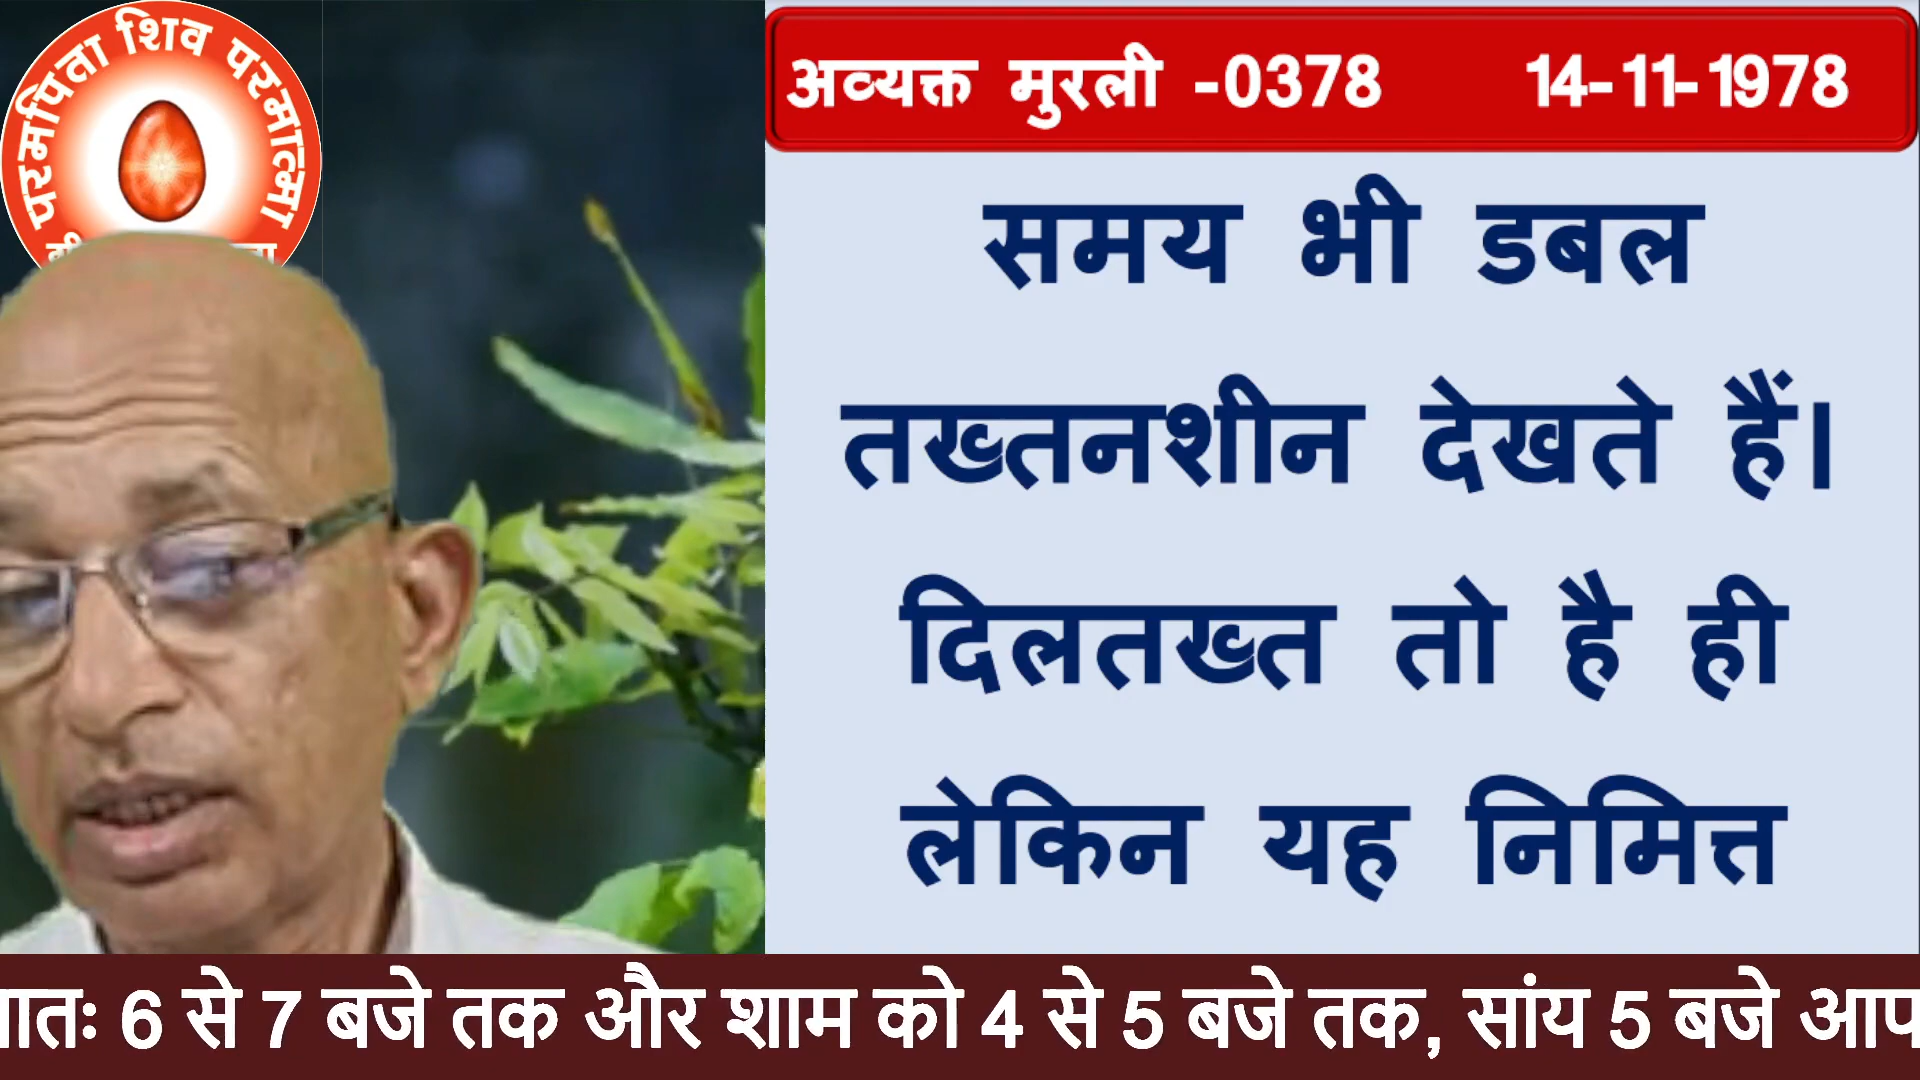 परमपिता शिव परमात्मा
अव्यक्त मुरली -0378 14-11-1978
समय भी डबल
तख्तनशीन देखते हैं।
दिलतख्त तो है ही
लेकिन यह निमित्त
6 से 7 बजे तक और शाम को 4 से 5 बजे तक, सांय 5 बजे